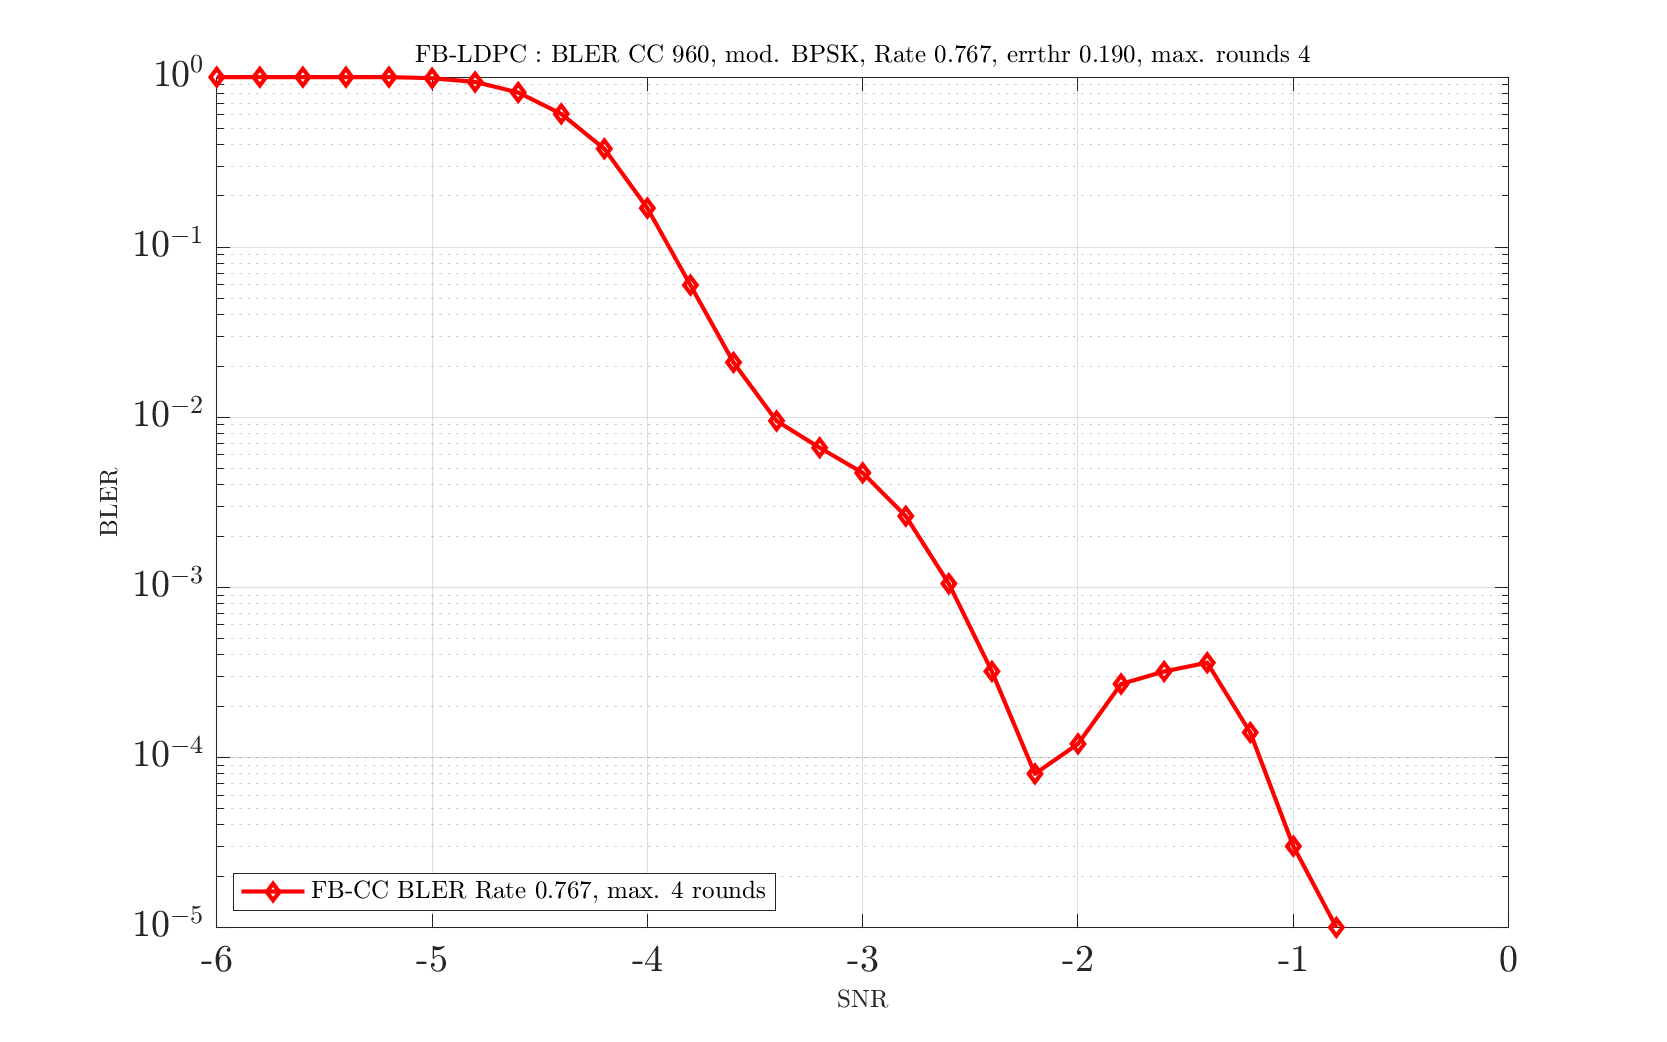 FB-LDPC : BLER CC 960, mod. BPSK, Rate 0.767, errthr 0.190, max. rounds 4
10^0
10^-1
10^-2
10^-3
10^-4
10^-5
BLER
FB-CC BLER Rate 0.767, max. 4 rounds
-6 -5 -4 -3 -2 -1 0
SNR